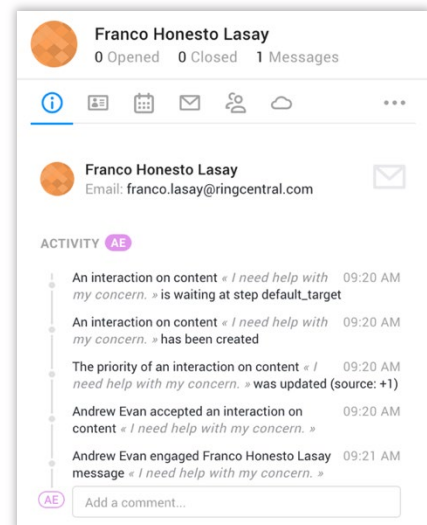 Franco Honesto Lasay
0 Opened 0 Closed 1 Messages
Franco Honesto Lasay
Email: franco.lasay@ringcentral.com
ACTIVITY AE
An interaction on content « I need help with 09:20 AM
my concern. » is waiting at step default_target
An interaction on content « I need help with 09:20 AM
my concern. » has been created
The priority of an interaction on content « I 09:20 AM
need help with my concern. » was updated (source: +1)
Andrew Evan accepted an interaction on 09:20 AM
content « I need help with my concern. »
Andrew Evan engaged Franco Honesto Lasay 09:21 AM
message « I need help with my concern. »
AE Add a comment...